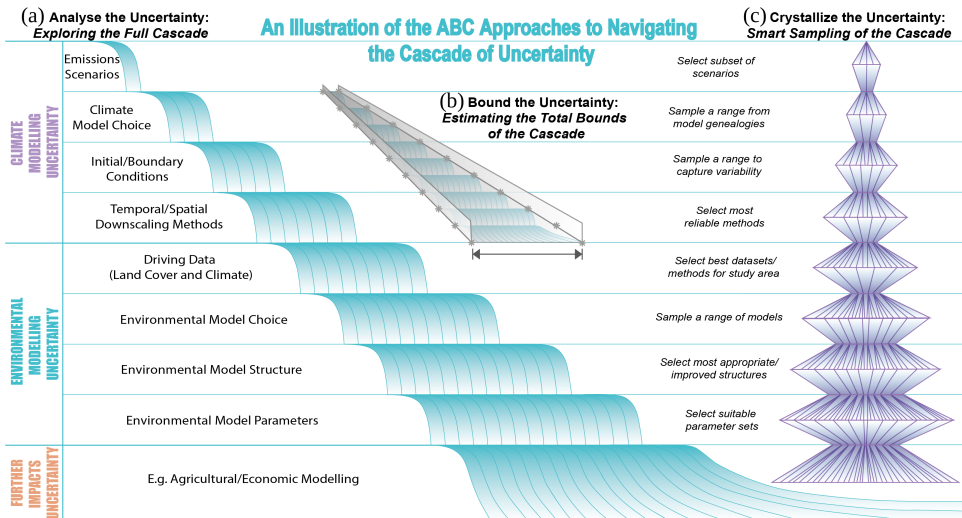 (a) Analyse the Uncertainty:
Exploring the Full Cascade
An Illustration of the ABC Approaches to Navigating
the Cascade of Uncertainty
(c) Crystallize the Uncertainty:
Smart Sampling of the Cascade
(b) Bound the Uncertainty:
Estimating the Total Bounds
of the Cascade
CLIMATE
MODELLING
UNCERTAINTY
Emissions
Scenarios
Select subset of
scenarios
Climate
Model Choice
Sample a range from
model genealogies
Initial/Boundary
Conditions
Sample a range to
capture variability
Temporal/Spatial
Downscaling Methods
Select most
reliable methods
ENVIRONMENTAL
MODELLING
UNCERTAINTY
Driving Data
(Land Cover and Climate)
Select best datasets/
methods for study area
Environmental Model Choice
Sample a range of models
Environmental Model Structure
Select most appropriate/
improved structures
Environmental Model Parameters
Select suitable
parameter sets
FURTHER
IMPACTS
UNCERTAINTY
E.g. Agricultural/Economic Modelling